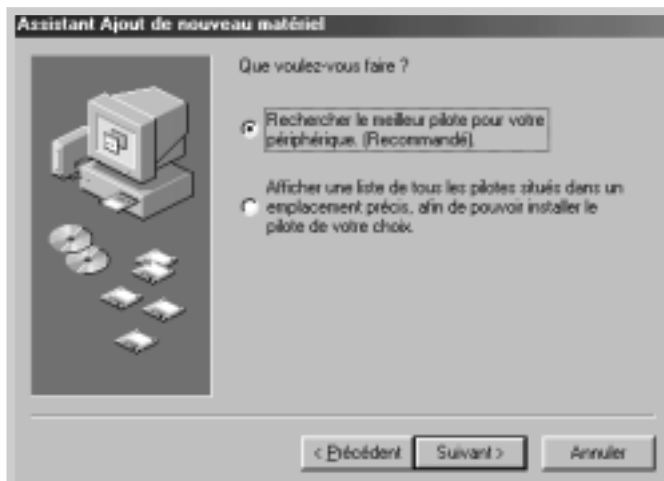 Assistant Ajout de nouveau matériel
Que voulez-vous faire ?
Rechercher le meilleur pilote pour votre
périphérique. (Recommandé).
Afficher une liste de tous les pilotes situés dans un
emplacement précis, afin de pouvoir installer le
pilote de votre choix.
< Précédent
Suivant >
Annuler